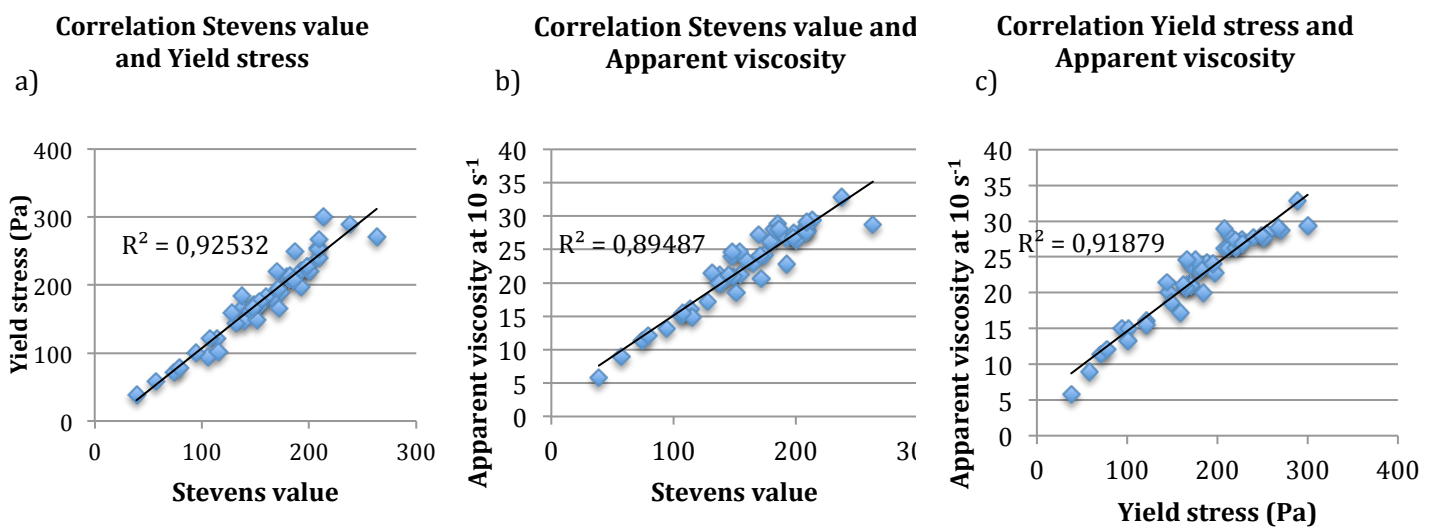 Correlation Stevens value
and Yield stress
a)
400
300
200
100
0
0
100
200
300
Yield stress (Pa)
R² = 0,92532
Stevens value
Correlation Stevens value and
Apparent viscosity
b)
40
35
30
25
20
15
10
5
0
0
100
200
30
Apparent viscosity at 10 s⁻¹
R² = 0,89487
Stevens value
Correlation Yield stress and
Apparent viscosity
c)
40
35
30
25
20
15
10
5
0
0
100
200
300
400
Apparent viscosity at 10 s⁻¹
R² = 0,91879
Yield stress (Pa)